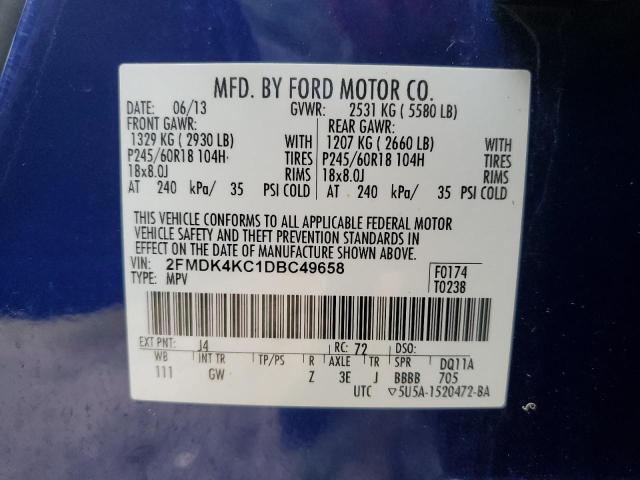 MFD. BY FORD MOTOR CO.
DATE: 06/13 GVWR: 2531 KG ( 5580 LB)
FRONT GAWR: REAR GAWR:
1329 KG ( 2930 LB) WITH 1207 KG ( 2660 LB) WITH
P245/60R18 104H TIRES P245/60R18 104H TIRES
18x8.0J RIMS 18x8.0J RIMS
AT 240 kPa/ 35 PSI COLD AT 240 kPa/ 35 PSI COLD
THIS VEHICLE CONFORMS TO ALL APPLICABLE FEDERAL MOTOR
VEHICLE SAFETY AND THEFT PREVENTION STANDARDS IN
EFFECT ON THE DATE OF MANUFACTURE SHOWN ABOVE.
VIN: 2FMDK4KC1DBC49658 F0174
TYPE: MPV T0238
EXT PNT: J4 RC: 72 DSO:
WB INT TR TP/PS R AXLE TR SPR DQ11A
111 GW Z 3E J BBBB 705
UTC ▽5U5A-1520472-BA